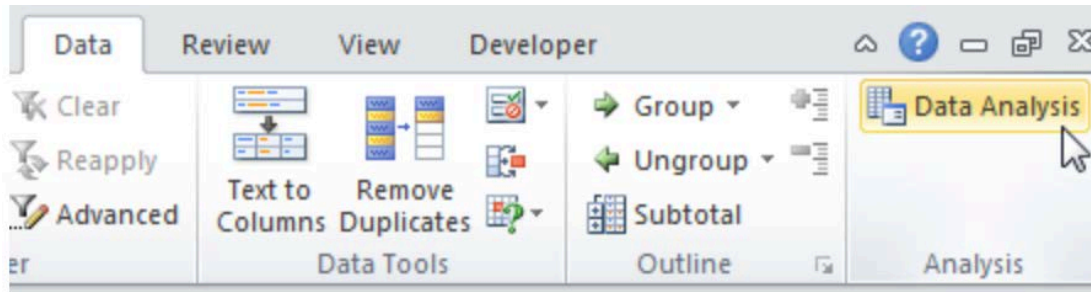 Data Review View Developer
Clear
Reapply
Advanced
er
Text to
Columns
Remove
Duplicates
Data Tools
Group
Ungroup
Subtotal
Outline
Data Analysis
Analysis